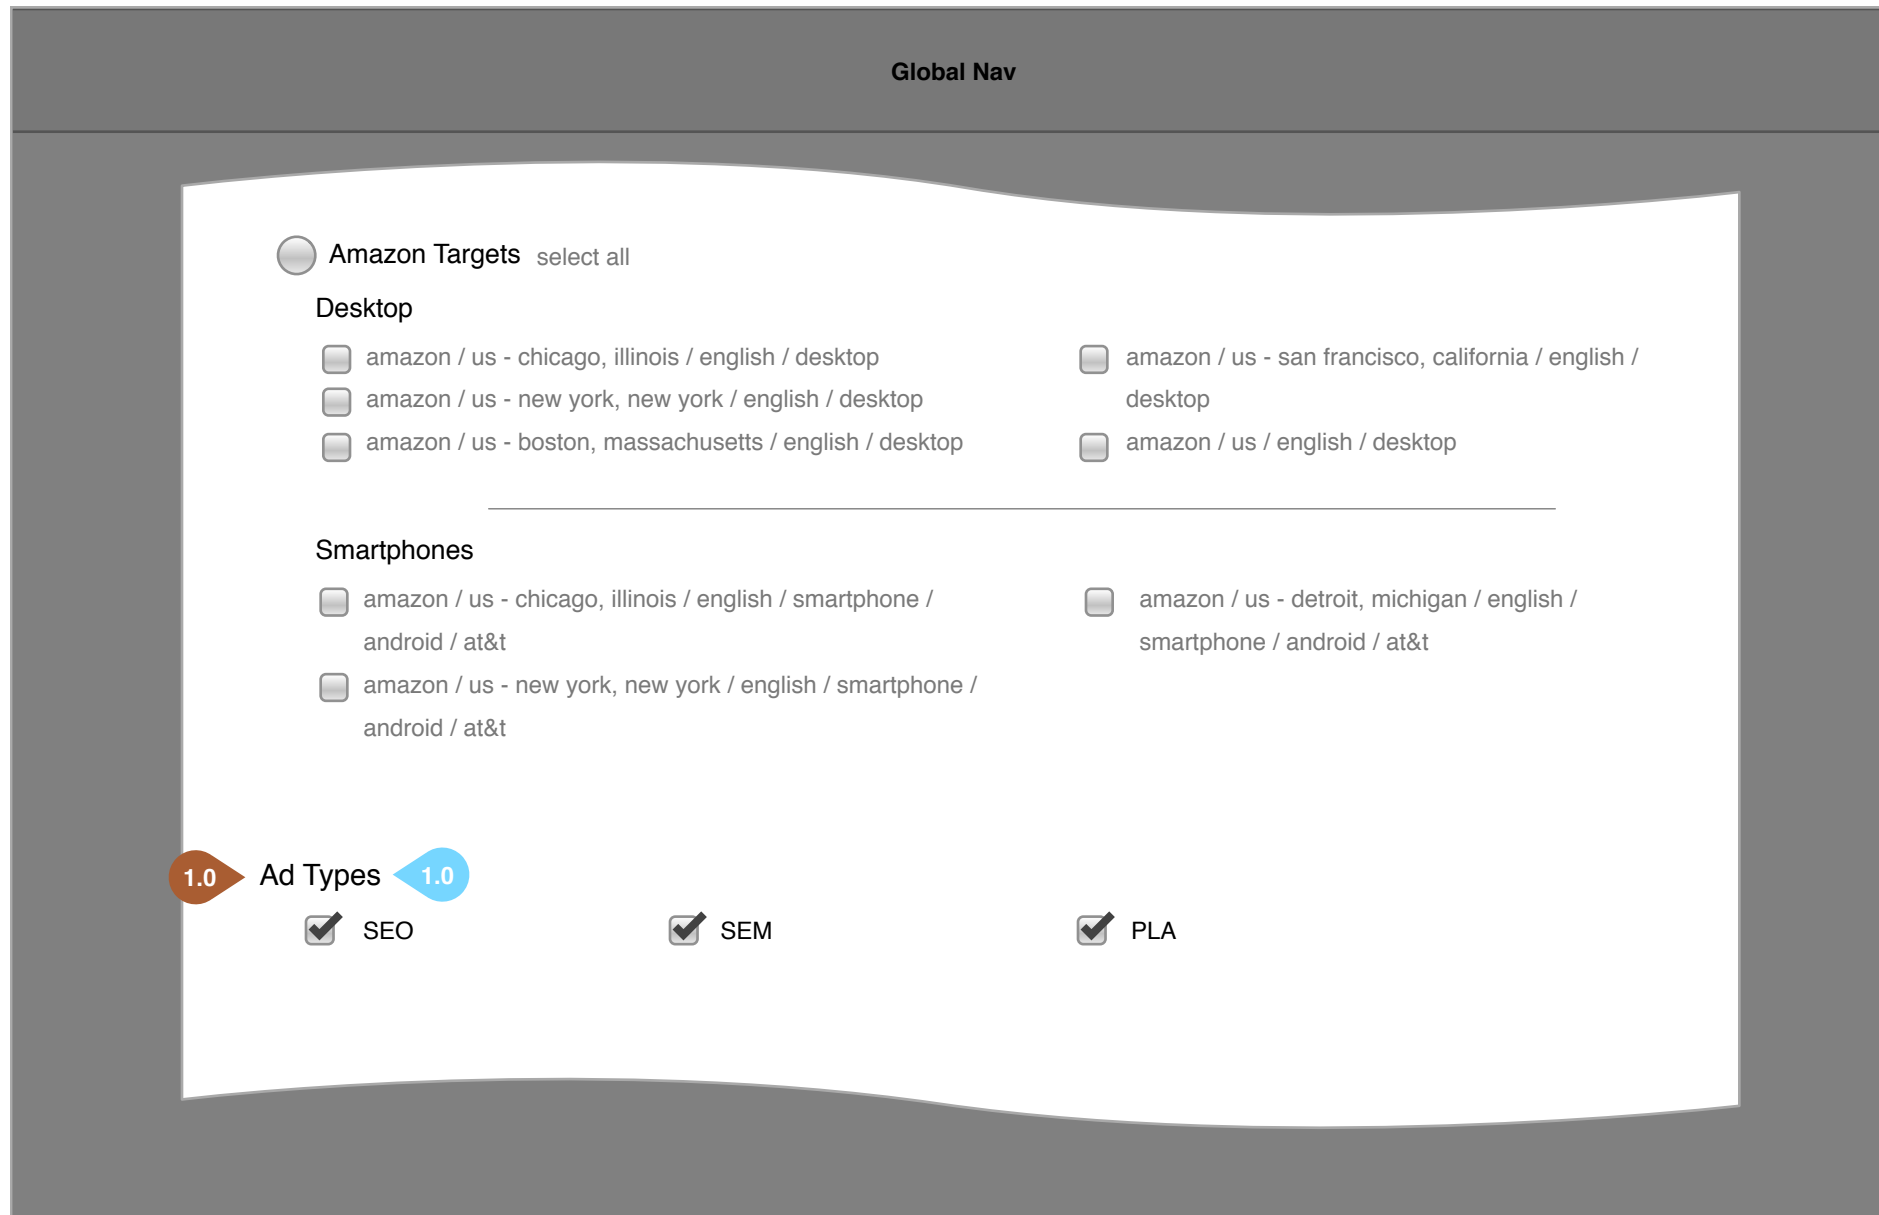 Global Nav
Amazon Targets select all
Desktop
amazon / us - chicago, illinois / english / desktop
amazon / us - new york, new york / english / desktop
amazon / us - boston, massachusetts / english / desktop
amazon / us - san francisco, california / english /
desktop
amazon / us / english / desktop
Smartphones
amazon / us - chicago, illinois / english / smartphone /
android / at&t
amazon / us - new york, new york / english / smartphone /
android / at&t
amazon / us - detroit, michigan / english /
smartphone / android / at&t
1.0 Ad Types 1.0
SEO SEM PLA